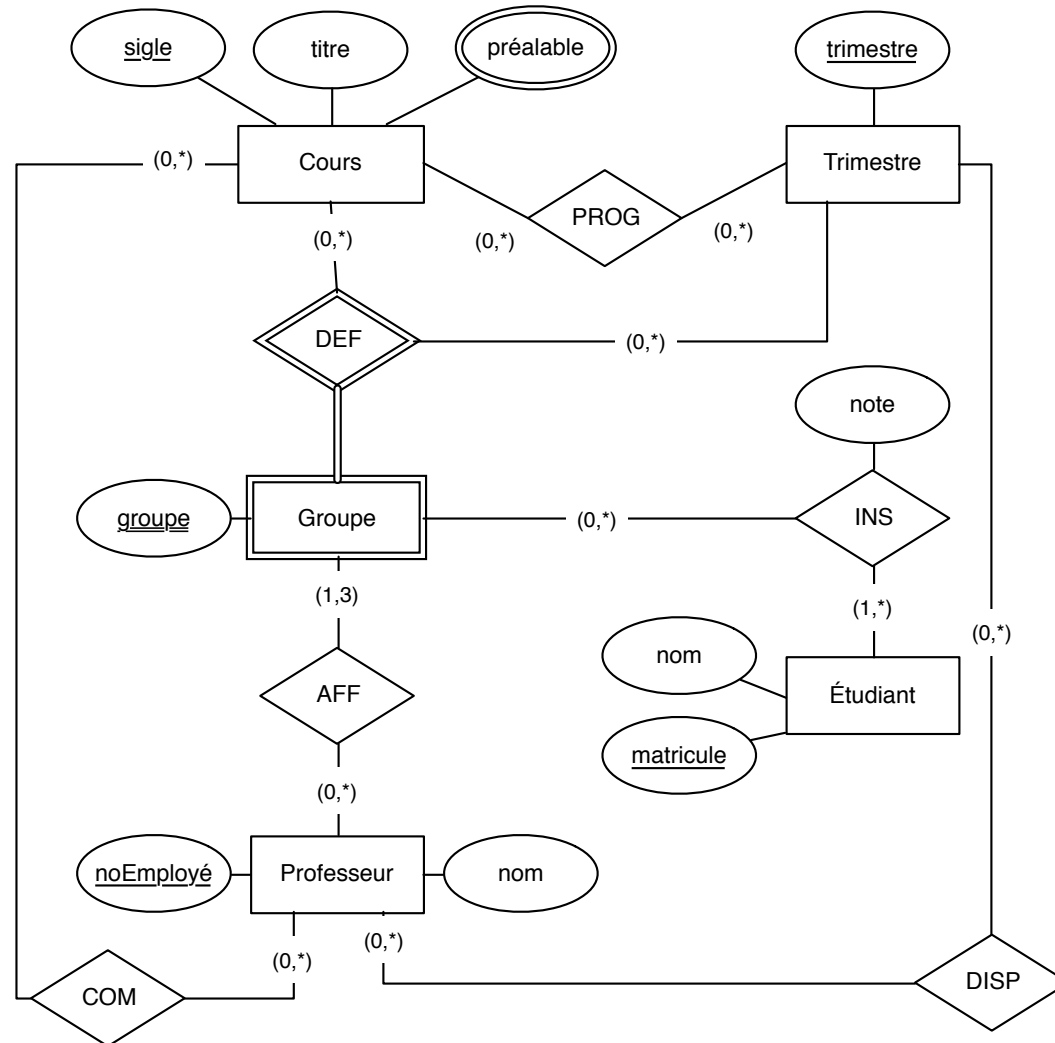 sigle
titre
préalable
trimestre
(0,*)
Cours
Trimestre
PROG
(0,*)
(0,*)
(0,*)
DEF
(0,*)
note
groupe
Groupe
(0,*)
INS
(1,3)
(1,*)
(0,*)
nom
AFF
Étudiant
matricule
(0,*)
noEmployé
Professeur
nom
(0,*)
(0,*)
COM
DISP